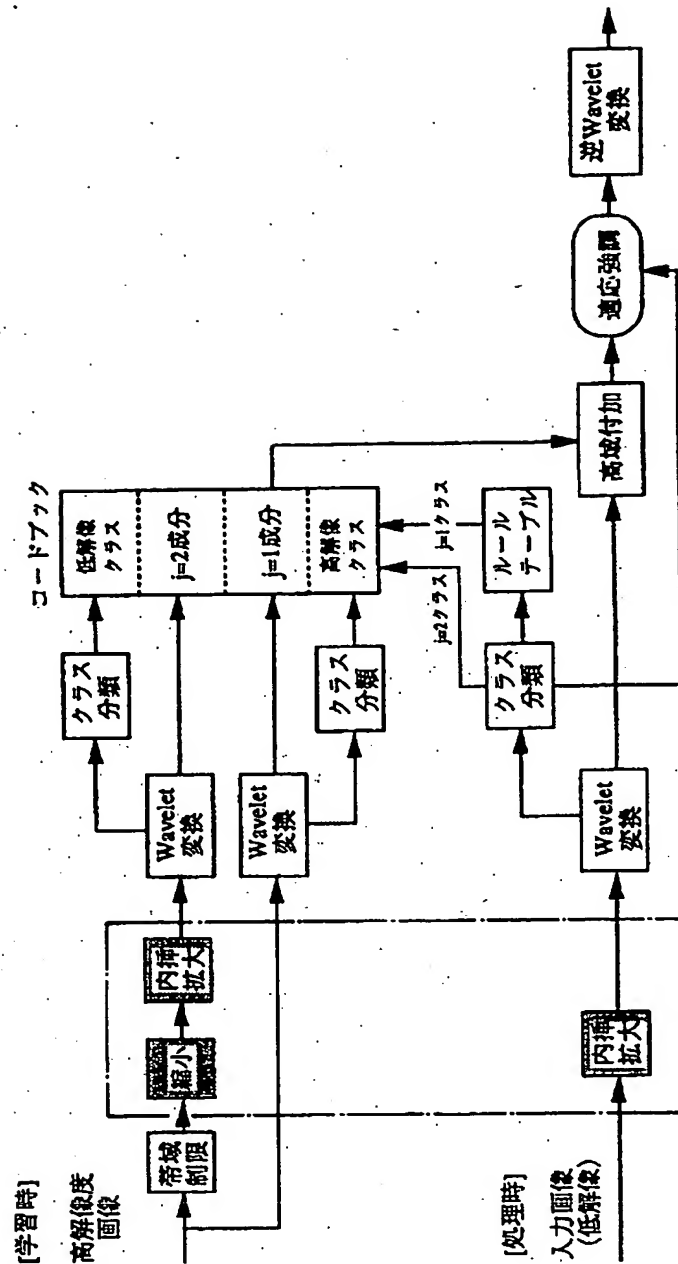 [学習時]
高解像度
画像
帯域
制限
縮小
内挿
拡大
Wavelet
変換
クラス
分類
Wavelet
変換
クラス
分類
コードブック
低解像
クラス
j=2成分
j=1成分
高解像
クラス
j=2クラス
j=1クラス
[処理時]
入力画像
(低解像)
内挿
拡大
Wavelet
変換
クラス
分類
ルール
テーブル
高域付加
適応強調
逆Wavelet
変換